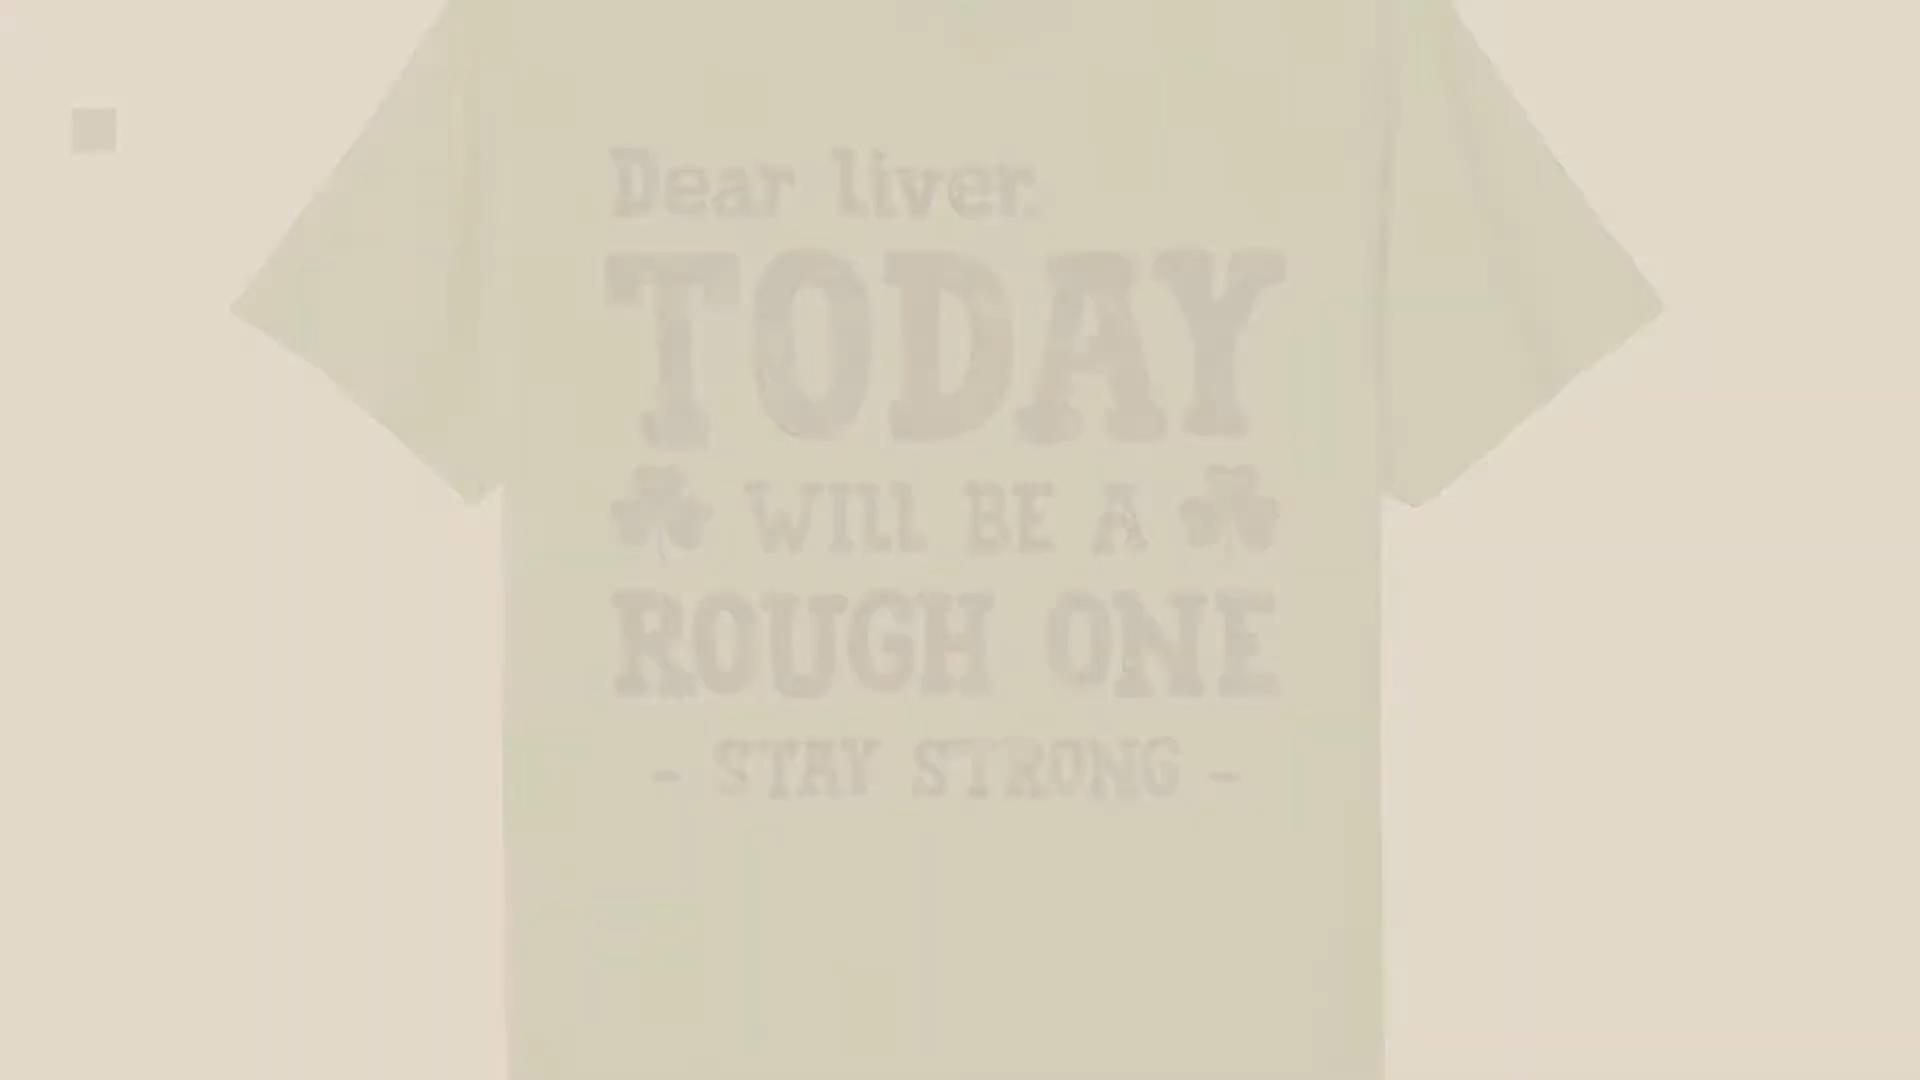 Dear liver,
TODAY
WILL BE A
ROUGH ONE
- STAY STRONG -